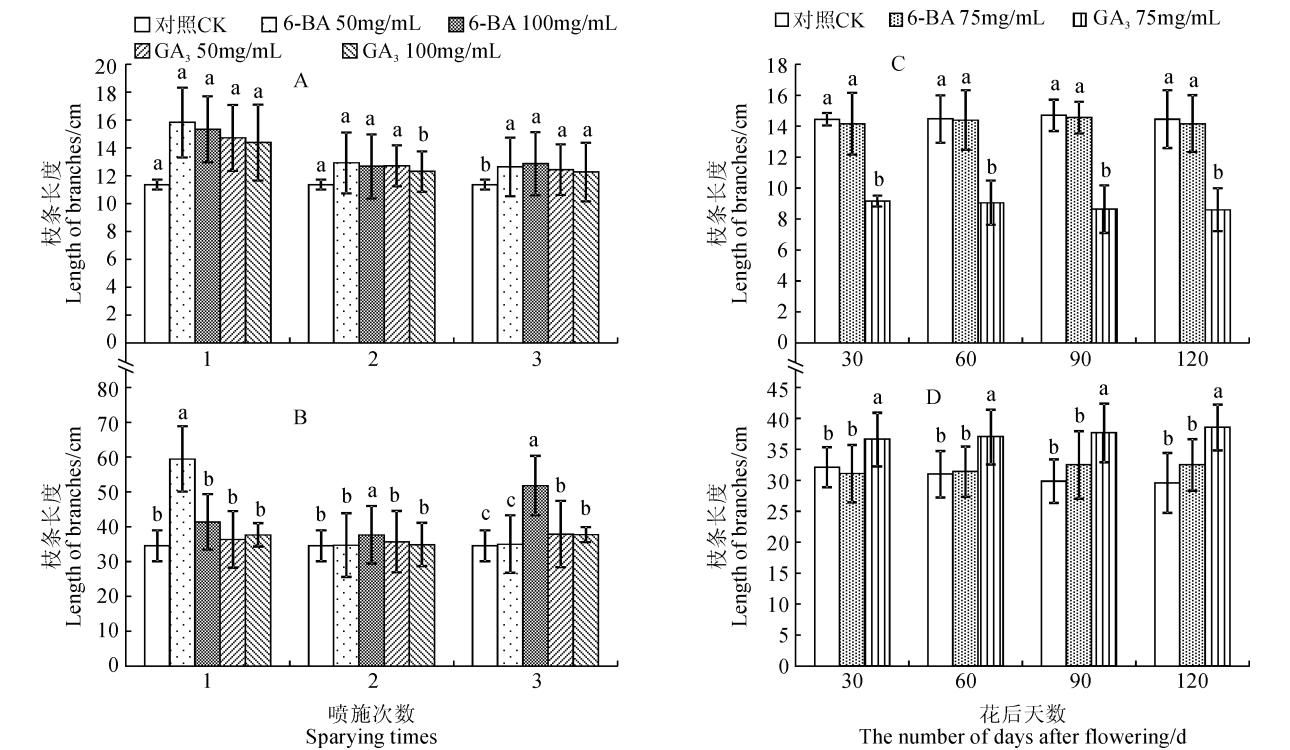 对照CK 6-BA 50mg/mL 6-BA 100mg/mL
GA₃ 50mg/mL GA₃ 100mg/mL
A
枝条长度
Length of branches/cm
20
18
16
14
12
10
8
6
4
2
0
a a a a a
a a a a b
b a a a a
1 2 3
B
枝条长度
Length of branches/cm
80
70
60
50
40
30
20
10
0
b a b b b
b b a b b
c c a b b
1 2 3
喷施次数
Sparying times
对照CK 6-BA 75mg/mL GA₃ 75mg/mL
C
枝条长度
Length of branches/cm
18
16
14
12
10
8
6
4
2
0
a a b
a a b
a a b
a a b
30 60 90 120
D
枝条长度
Length of branches/cm
45
40
35
30
25
20
15
10
5
0
b b a
b b a
b b a
b b a
30 60 90 120
花后天数
The number of days after flowering/d